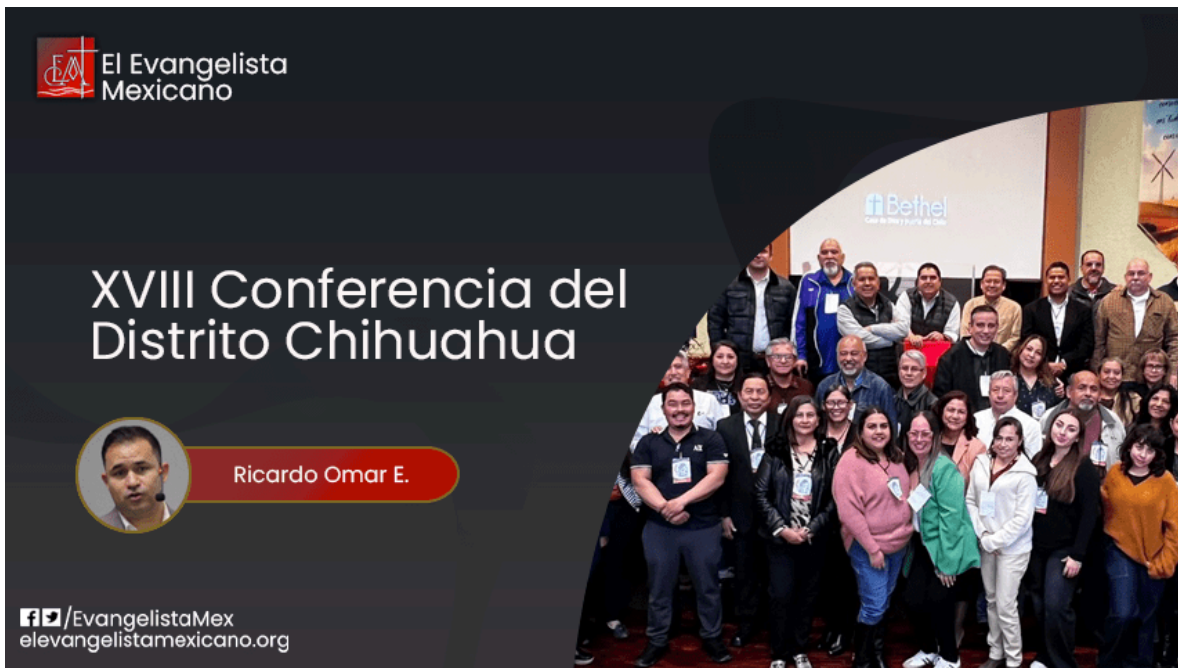 El Evangelista
Mexicano
Bethel
XVIII Conferencia del
Distrito Chihuahua
Ricardo Omar E.
/EvangelistaMex
elevangelistamexicano.org